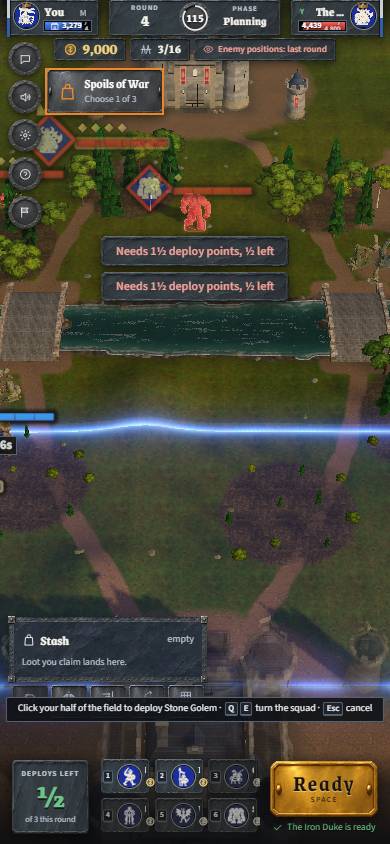 You M
ROUND
4
115
PHASE
Planning
The ...
3,279
4,439
9,000
3/16
Enemy positions: last round
Spoils of War
Choose 1 of 3
Needs 1½ deploy points, ½ left
Needs 1½ deploy points, ½ left
6s
Stash
empty
Loot you claim lands here.
Click your half of the field to deploy Stone Golem · Q E turn the squad · Esc cancel
DEPLOYS LEFT
½
of 3 this round
1
2
3
4
5
6
Ready
SPACE
✓ The Iron Duke is ready